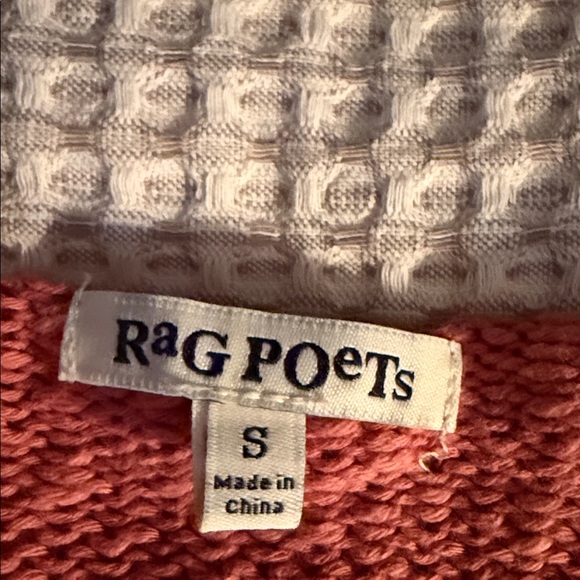 RaG POeTs
S
Made in
China